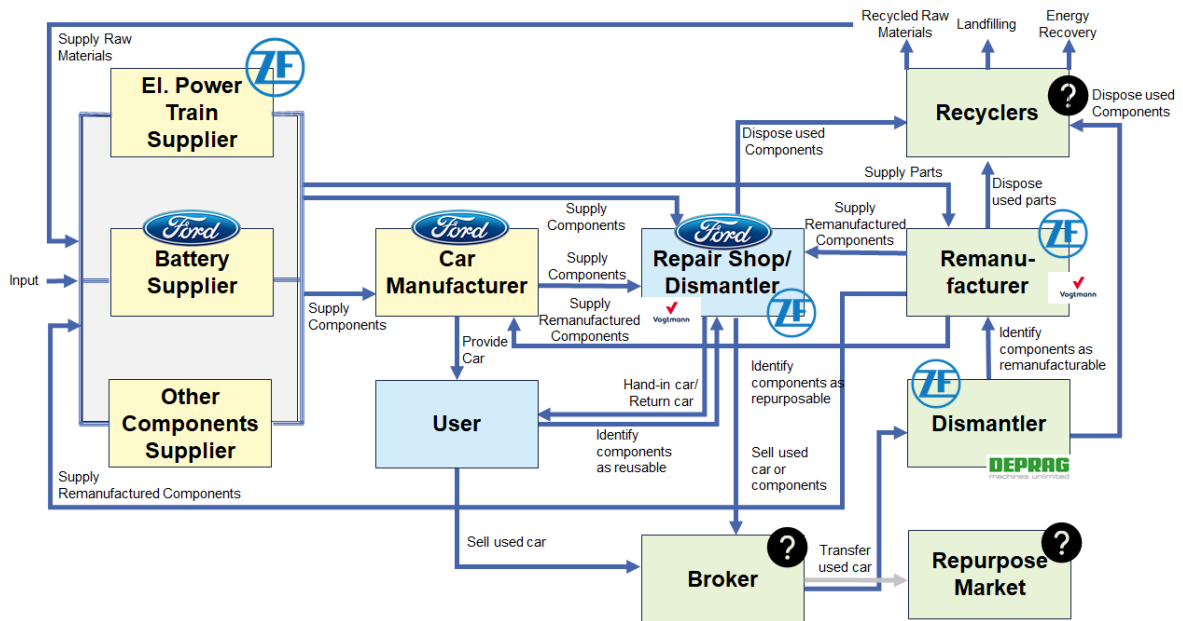 Recycled Raw
Materials
Landfilling
Energy
Recovery
Supply Raw
Materials
ZF
El. Power
Train
Supplier
?
Recyclers
Dispose used
Components
Dispose used
Components
Supply Parts
Dispose
used parts
Supply
Components
Supply
Remanufactured
Components
Ford
Battery
Supplier
Input
Ford
Car
Manufacturer
Supply
Components
Supply
Components
Ford
Repair Shop/
Dismantler
Vogtmann
ZF
ZF
Remanu-
facturer
Vogtmann
Supply
Remanufactured
Components
Provide
Car
Identify
components as
remanufacturable
Identify
components as
repurposable
Hand-in car/
Return car
Other
Components
Supplier
User
ZF
Dismantler
DEPRAG
machines unlimited
Identify
components
as reusable
Sell used
car or
components
Supply
Remanufactured Components
Sell used car
?
Broker
Transfer
used car
?
Repurpose
Market